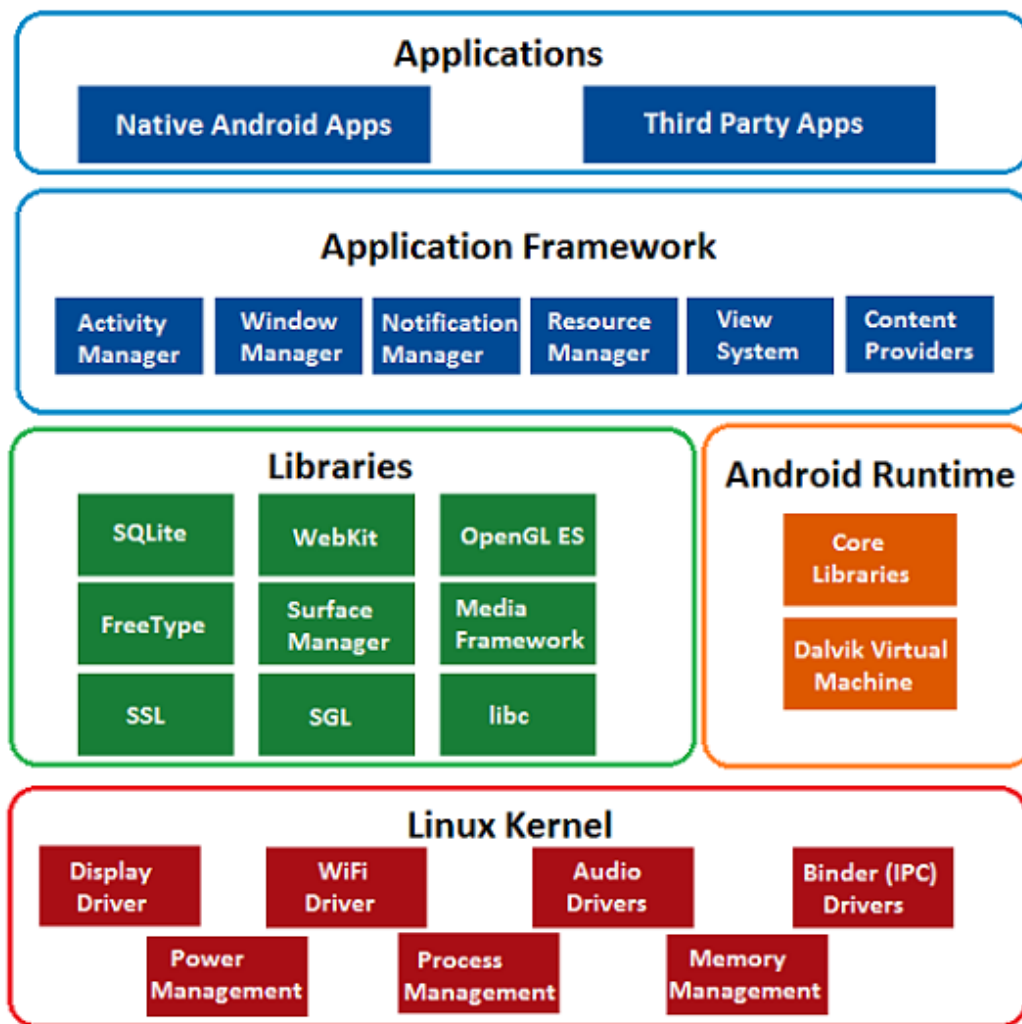 Applications
Native Android Apps
Third Party Apps
Application Framework
Activity
Manager
Window
Manager
Notification
Manager
Resource
Manager
View
System
Content
Providers
Libraries
SQLite
WebKit
OpenGL ES
FreeType
Surface
Manager
Media
Framework
SSL
SGL
libc
Android Runtime
Core
Libraries
Dalvik Virtual
Machine
Linux Kernel
Display
Driver
WiFi
Driver
Audio
Drivers
Binder (IPC)
Drivers
Power
Management
Process
Management
Memory
Management